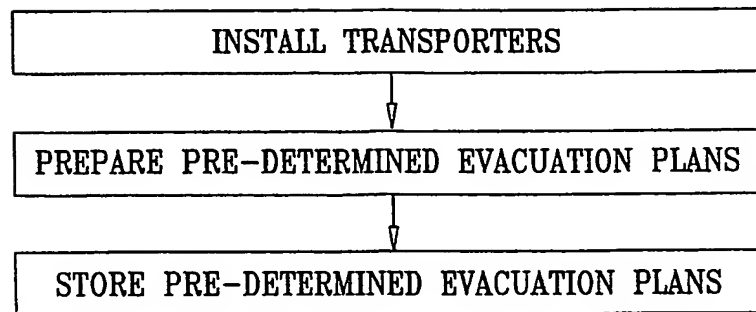 INSTALL TRANSPORTERS
PREPARE PRE-DETERMINED EVACUATION PLANS
STORE PRE-DETERMINED EVACUATION PLANS